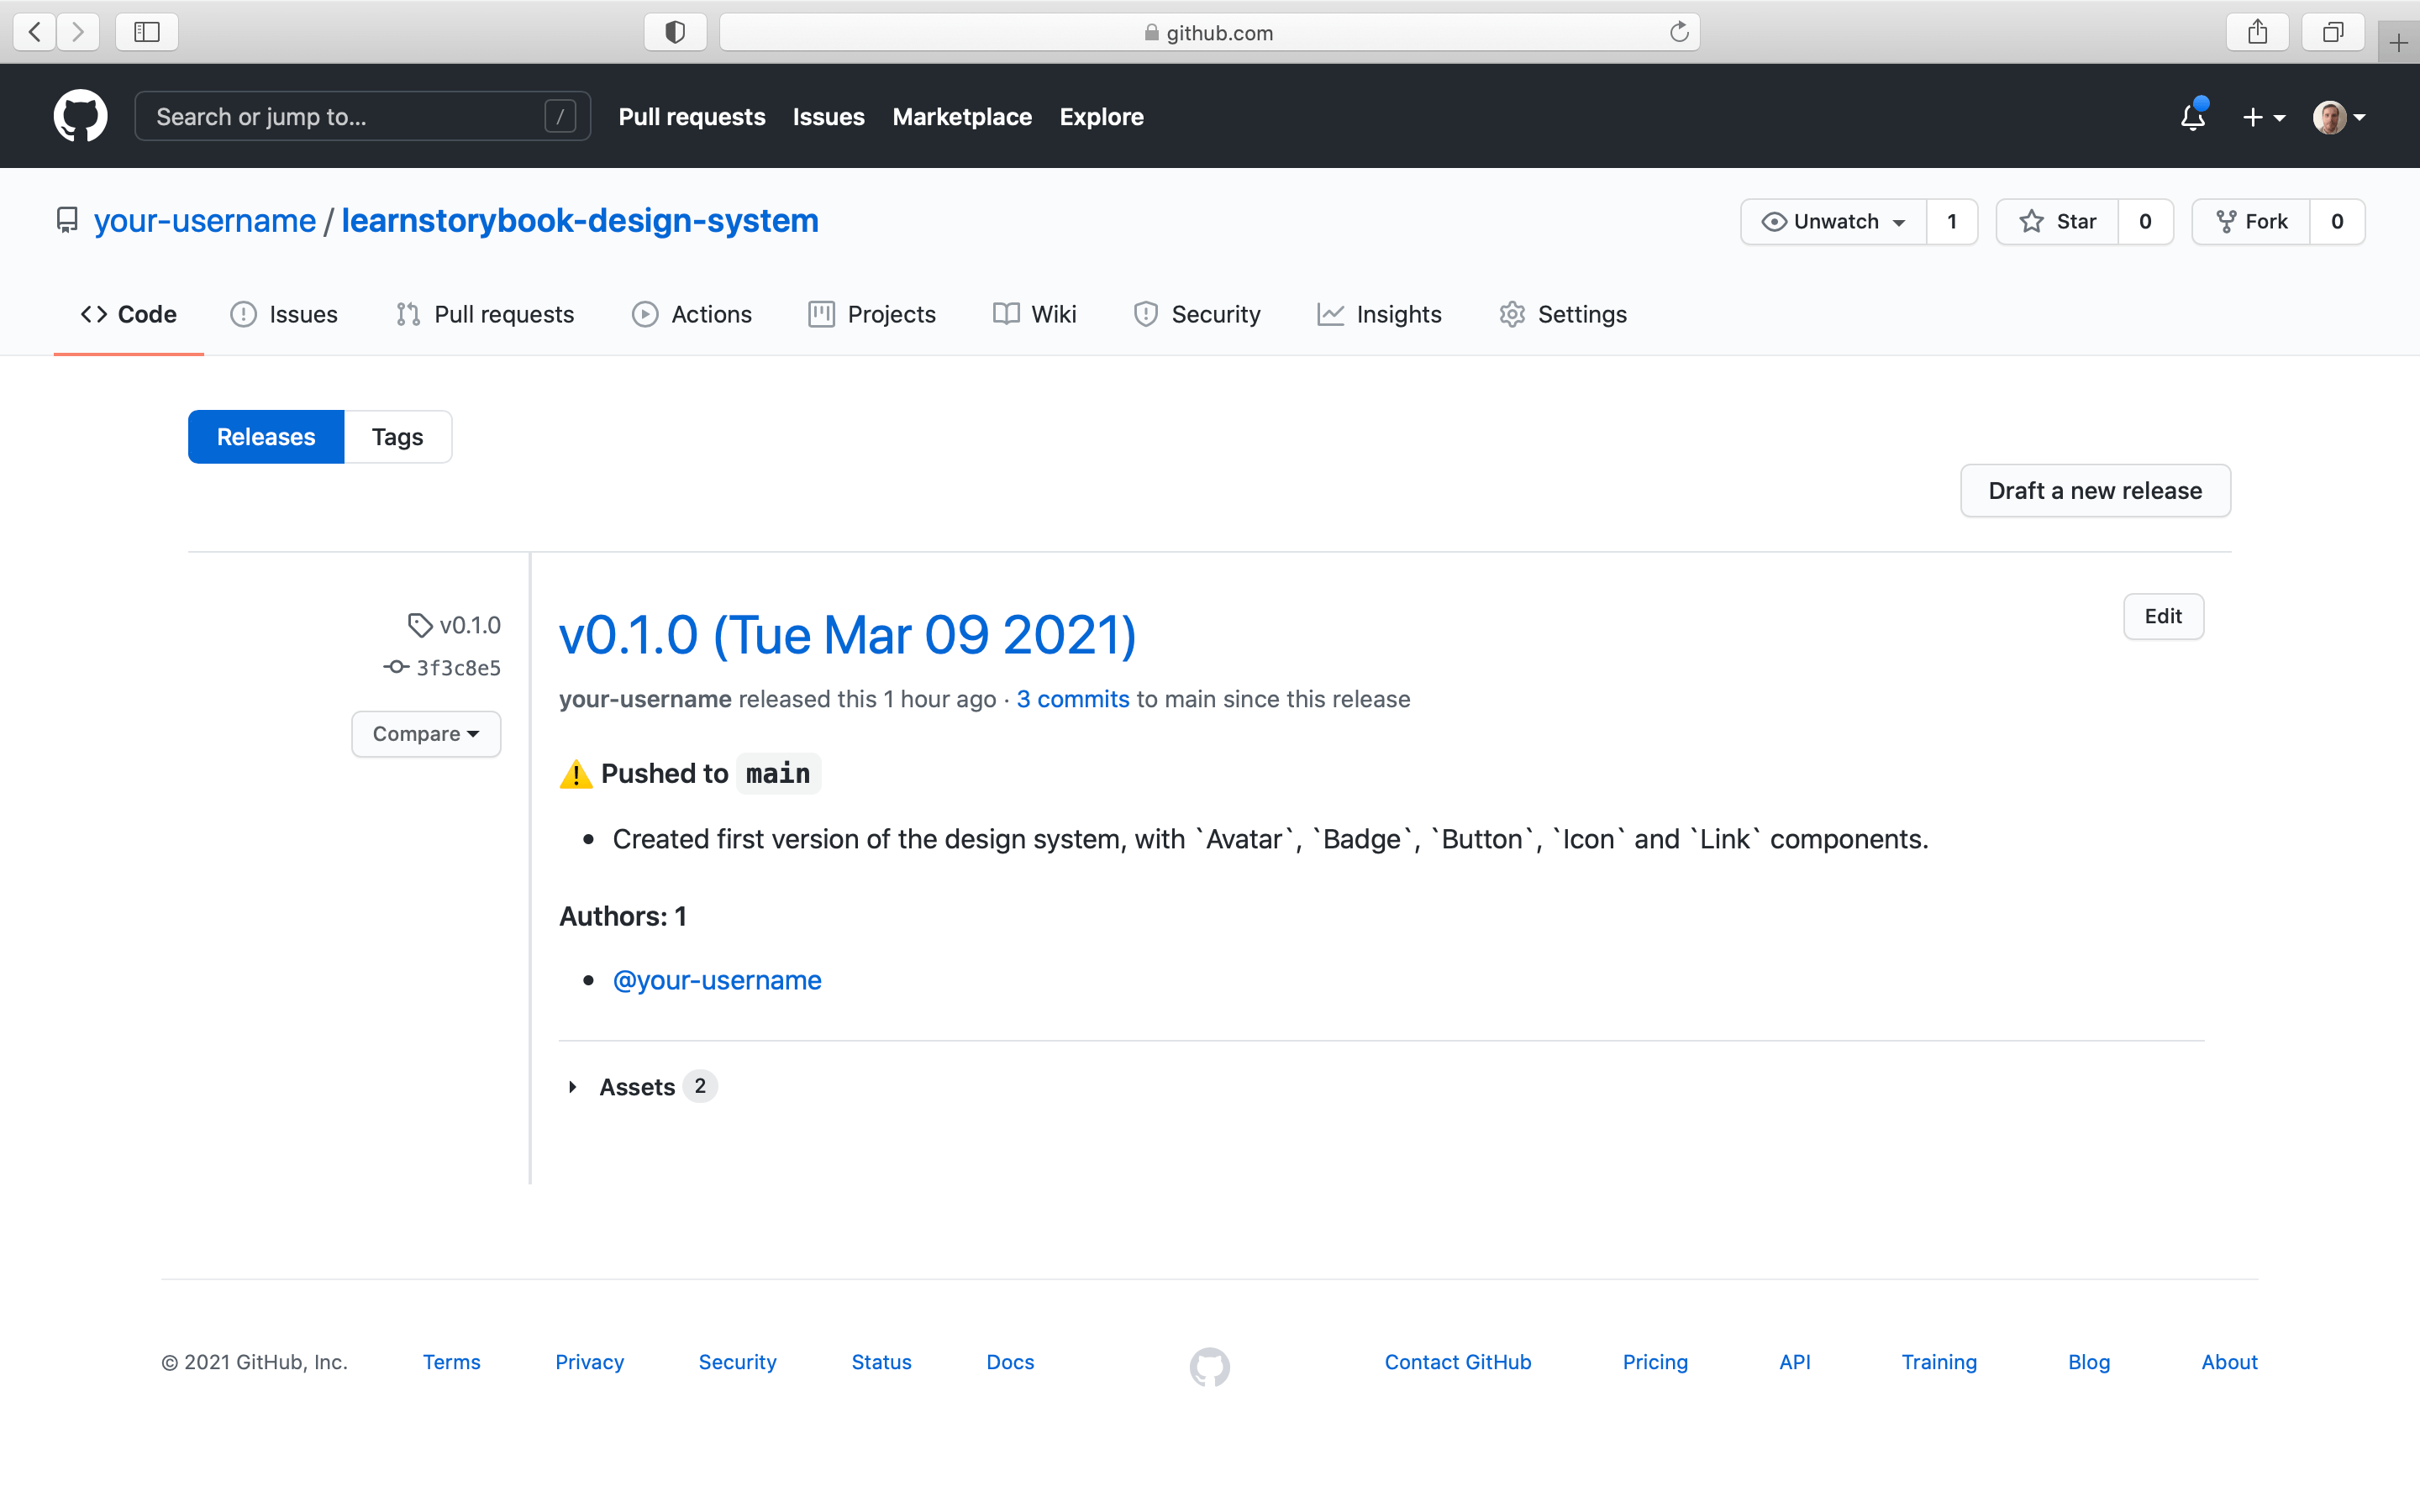 github.com
Search or jump to... /
Pull requests Issues Marketplace Explore
your-username / learnstorybook-design-system
Unwatch 1 Star 0 Fork 0
Code Issues Pull requests Actions Projects Wiki Security Insights Settings
Releases Tags
Draft a new release
v0.1.0
3f3c8e5
Compare
v0.1.0 (Tue Mar 09 2021)
Edit
your-username released this 1 hour ago · 3 commits to main since this release
⚠️ Pushed to main
• Created first version of the design system, with `Avatar`, `Badge`, `Button`, `Icon` and `Link` components.
Authors: 1
• @your-username
Assets 2
© 2021 GitHub, Inc. Terms Privacy Security Status Docs Contact GitHub Pricing API Training Blog About